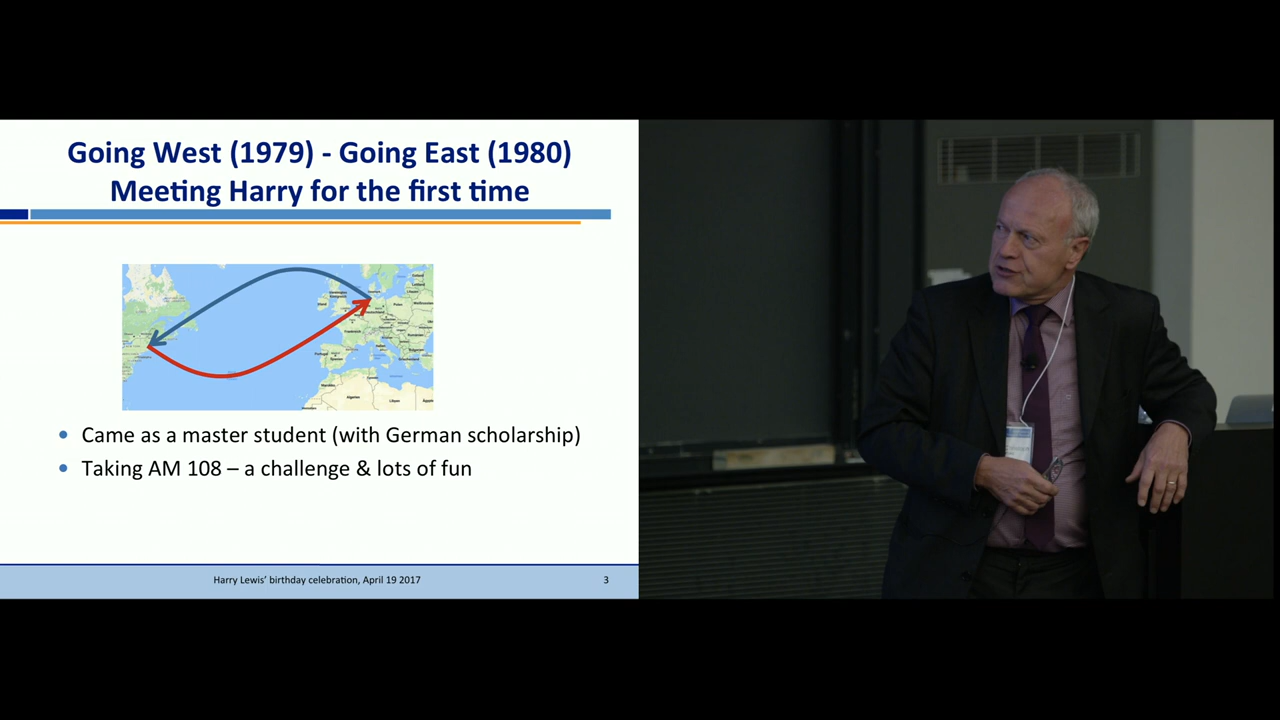 Going West (1979) - Going East (1980)
Meeting Harry for the first time
Came as a master student (with German scholarship)
Taking AM 108 – a challenge & lots of fun
Harry Lewis' birthday celebration, April 19 2017
3